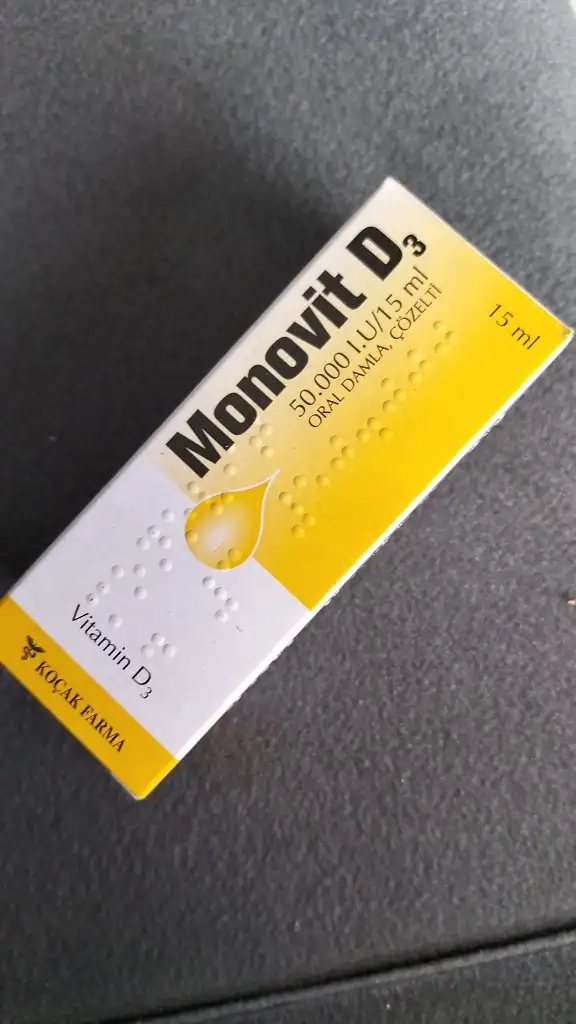 Monovit D₃
50.000 I.U/15 ml
ORAL DAMLA, ÇÖZELTİ
15 ml
Vitamin D₃
KOÇAK FARMA